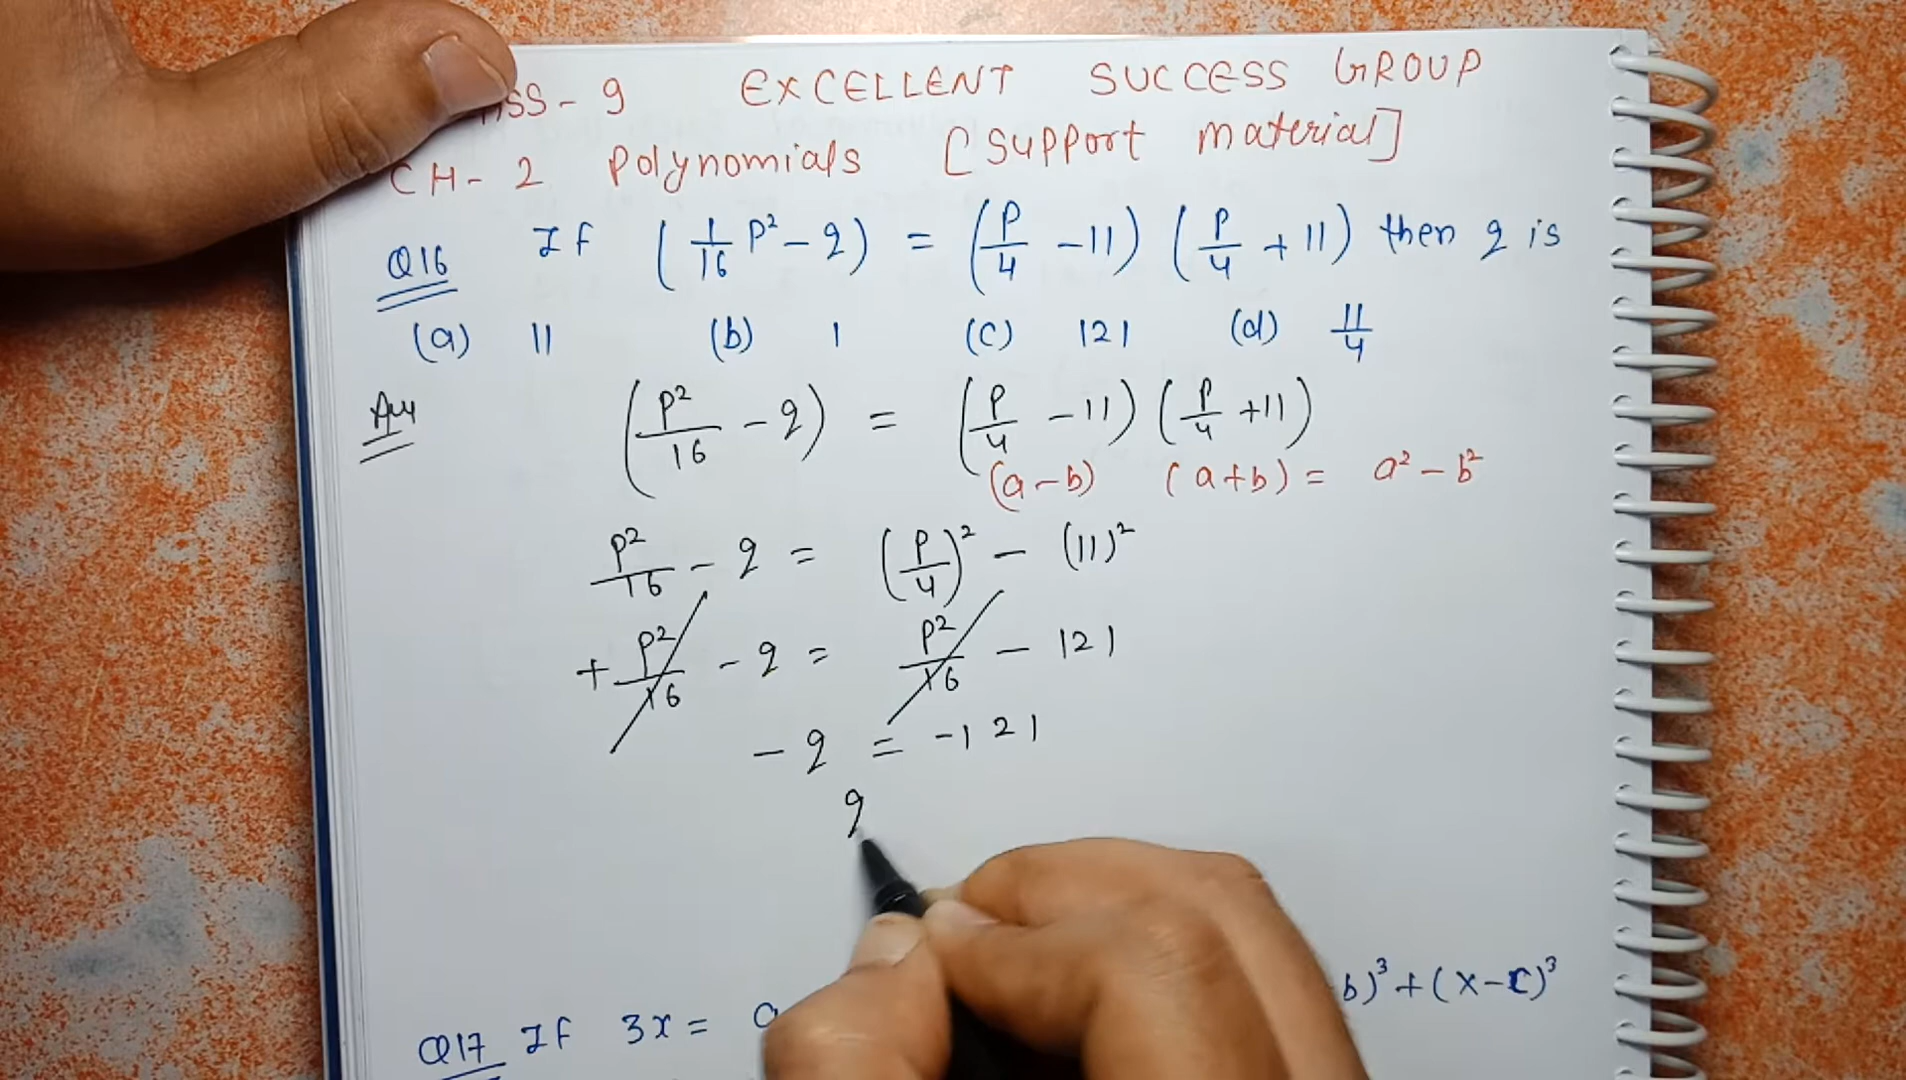 ASS - 9 EXCELLENT SUCCESS GROUP
CH - 2 Polynomials [Support material]
Q16 If (1/16 p² - q) = (p/4 - 11) (p/4 + 11) then q is
(a) 11 (b) 1 (c) 121 (d) 11/4
(p²/16 - q) = (p/4 - 11) (p/4 + 11)
(a - b) (a + b) = a² - b²
p²/16 - q = (p/4)² - (11)²
+ p²/16 - q = p²/16 - 121
- q = -121
q
Q17 If 3x = a b)³ + (x - c)³